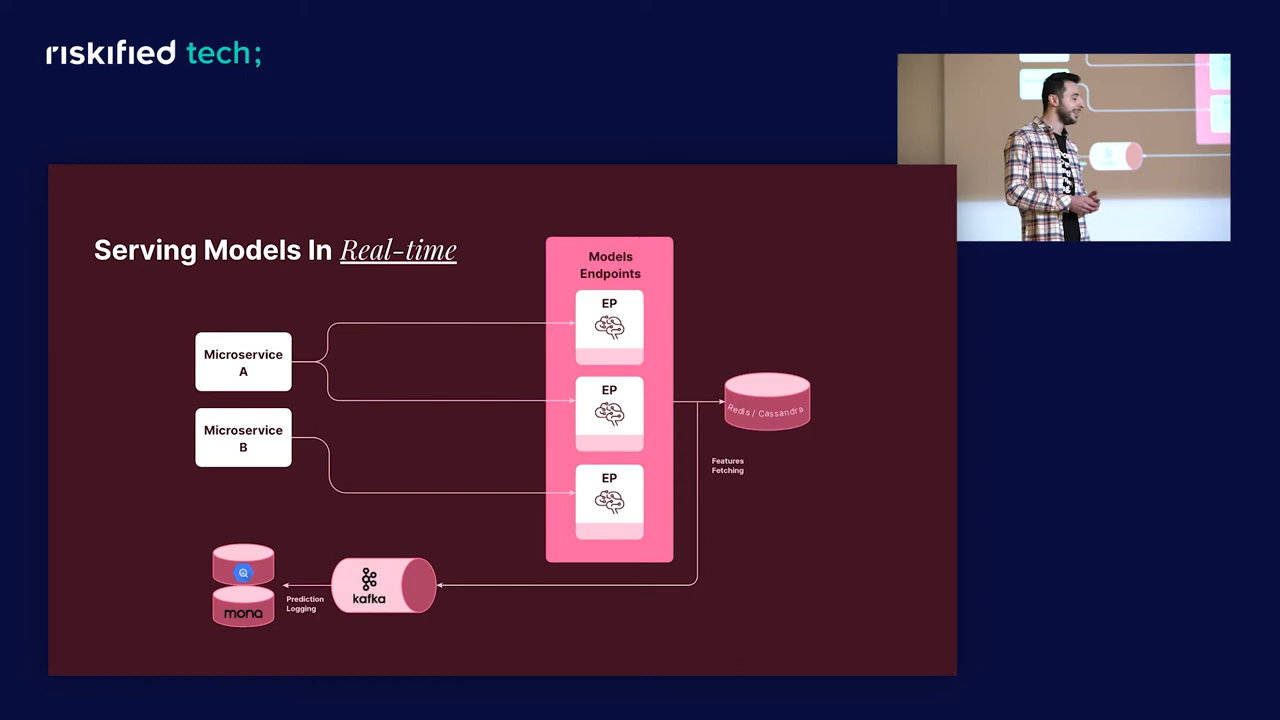 riskified tech;
Serving Models In Real-time
Models
Endpoints
EP
EP
EP
Microservice
A
Microservice
B
Redis / Cassandra
Features
Fetching
kafka
Prediction
Logging
mona